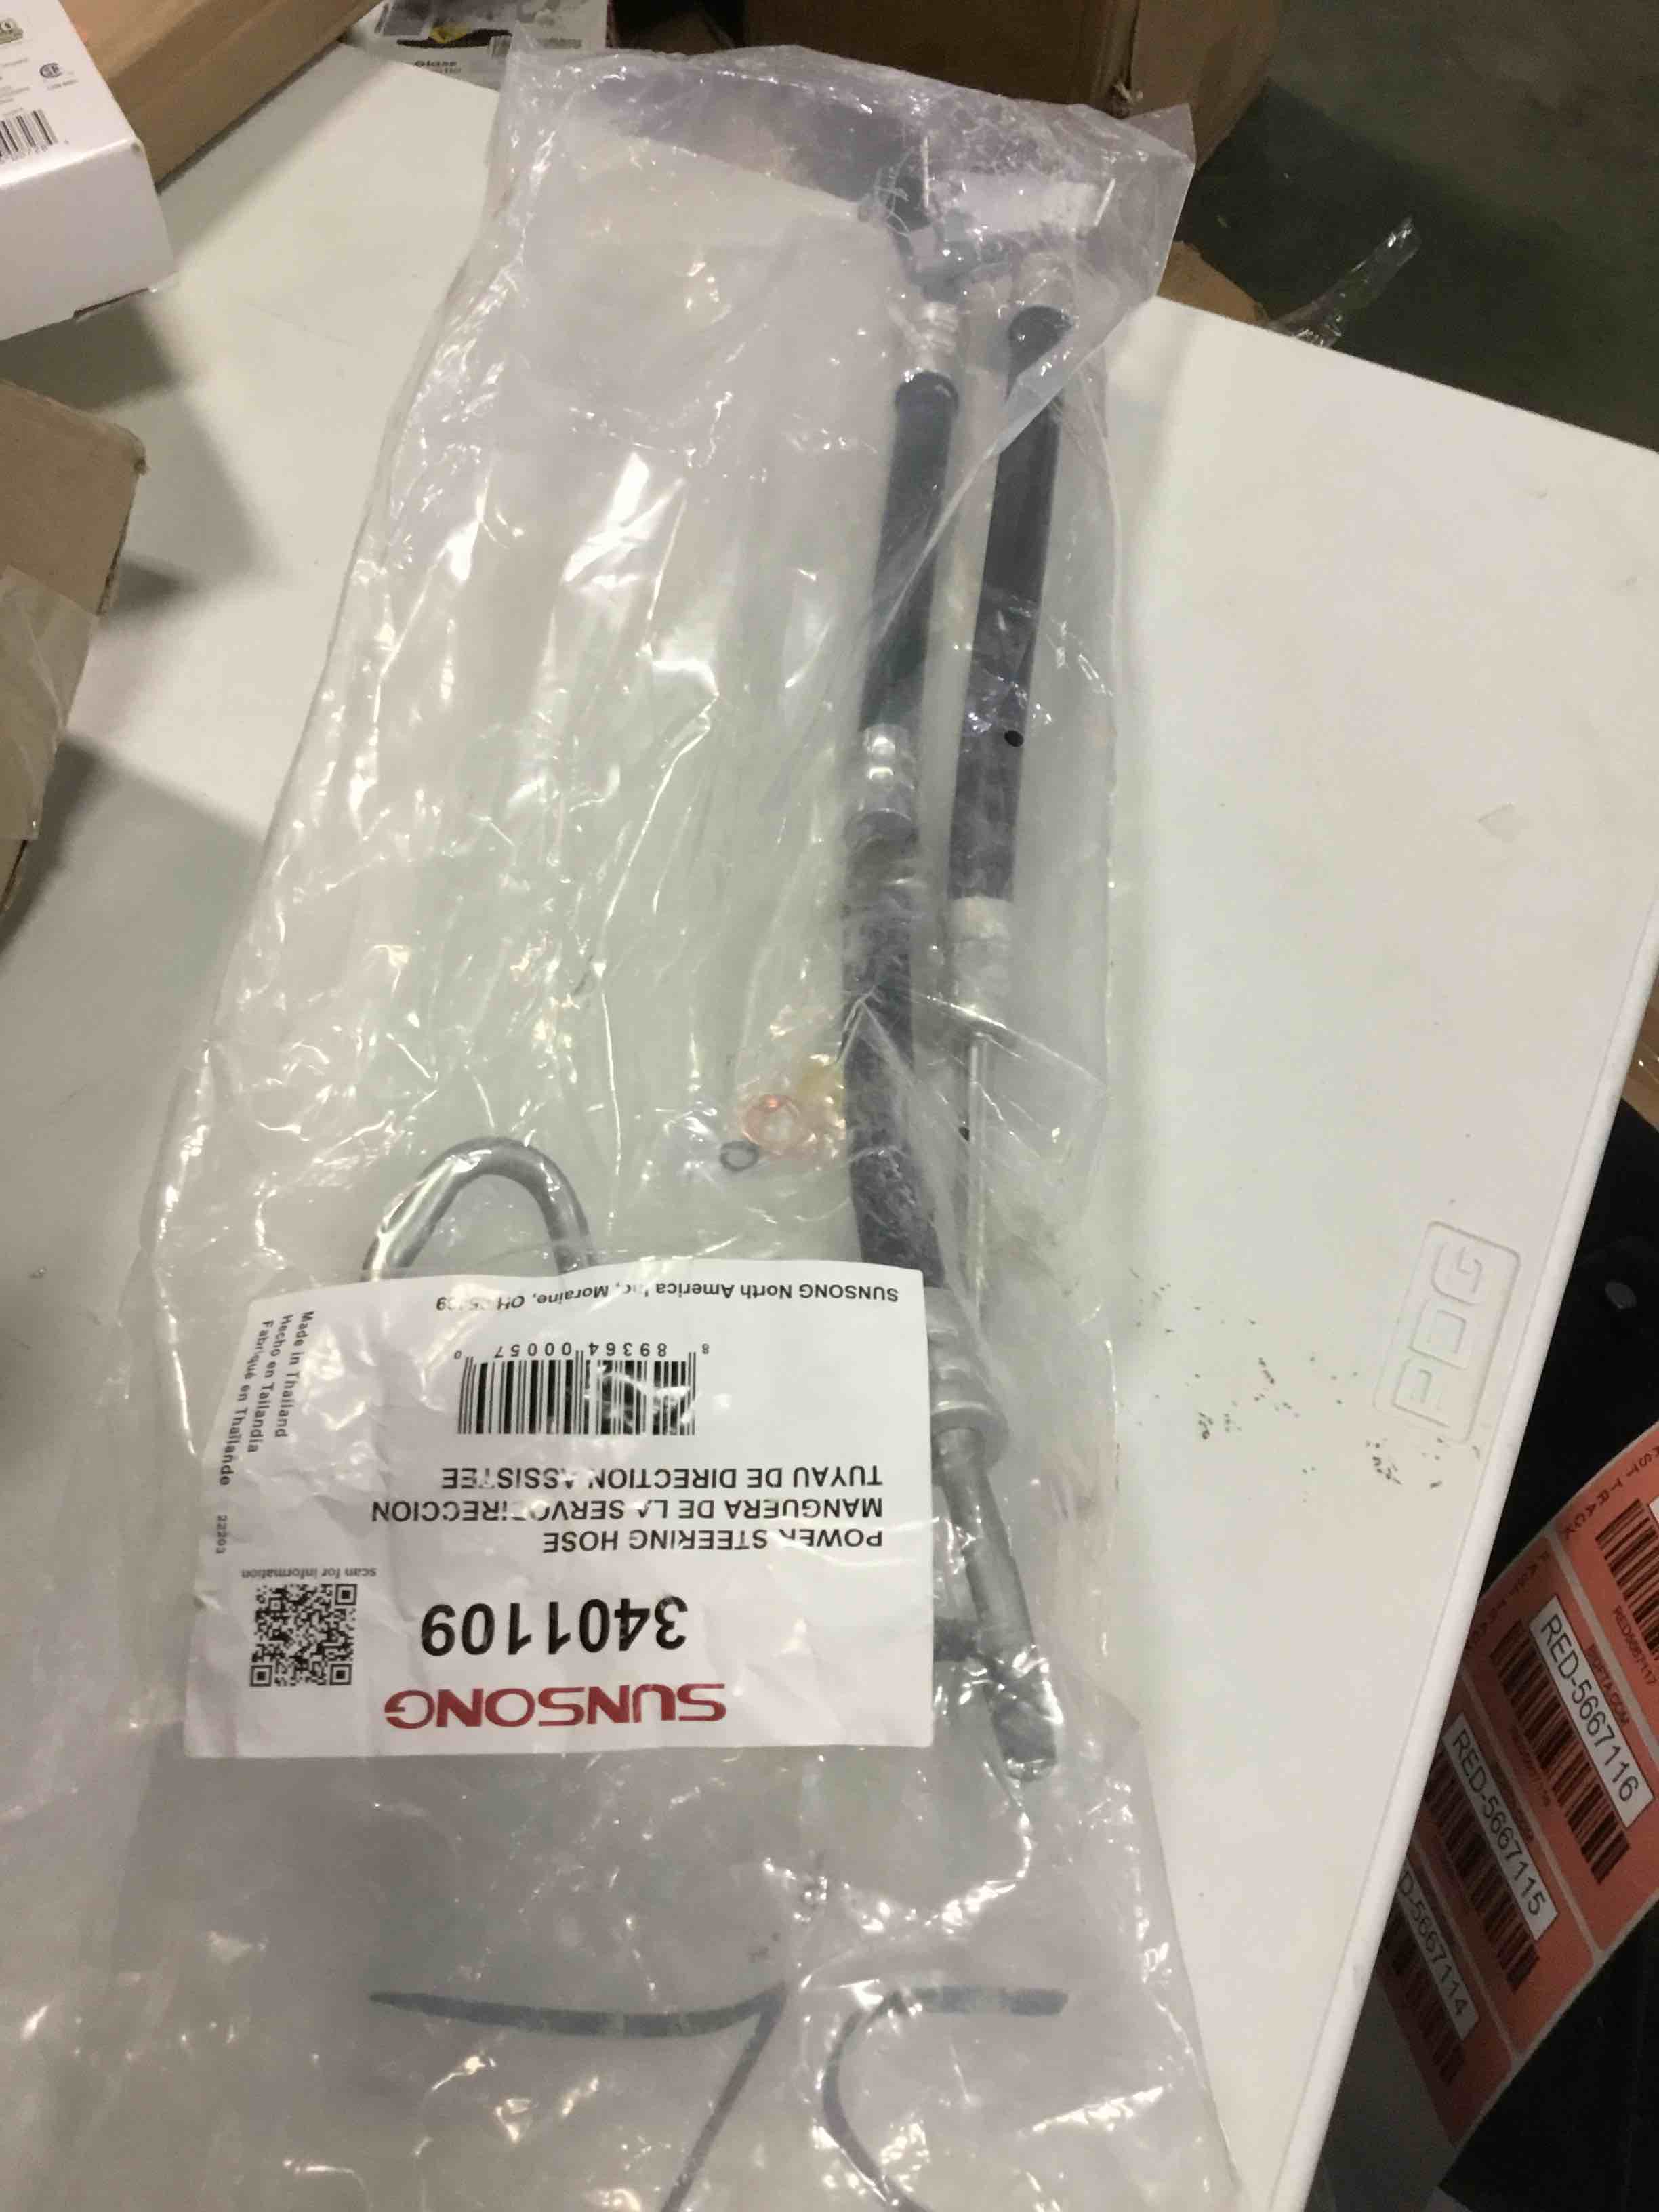 SUNSONG
3401109
scan for information
POWER STEERING HOSE
MANGUERA DE LA SERVODIRECCION
TUYAU DE DIRECTION ASSISTEE
8 89364 00057 0
SUNSONG North America Inc, Moraine, OH
Made in Thailand
Hecho en Tailandia
Fabriqué en Thaïlande
22203
PDG
RED-5667116
RED-5667115
5667114
RED5667117
Glass